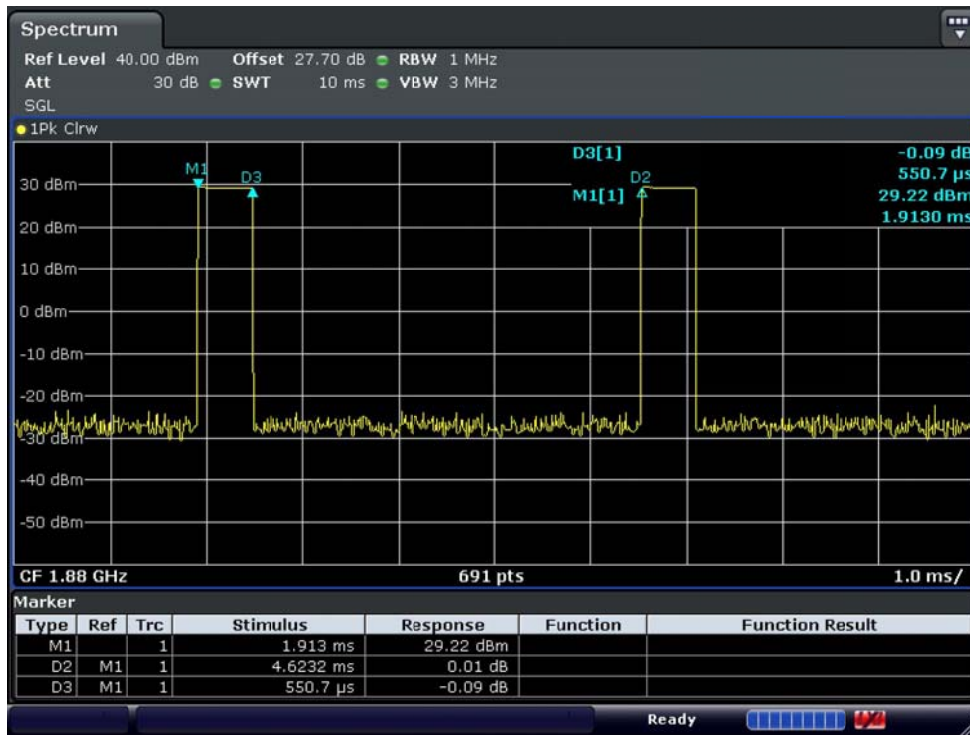 Spectrum
Ref Level 40.00 dBm Offset 27.70 dB RBW 1 MHz
Att 30 dB SWT 10 ms VBW 3 MHz
SGL
1Pk Clrw
D3[1] -0.09 dB
550.7 µs
M1[1] 29.22 dBm
1.9130 ms
M1
D3
D2
30 dBm
20 dBm
10 dBm
0 dBm
-10 dBm
-20 dBm
-30 dBm
-40 dBm
-50 dBm
CF 1.88 GHz 691 pts 1.0 ms/
Marker
Type Ref Trc Stimulus Response Function Function Result
M1 1 1.913 ms 29.22 dBm
D2 M1 1 4.6232 ms 0.01 dB
D3 M1 1 550.7 µs -0.09 dB
Ready